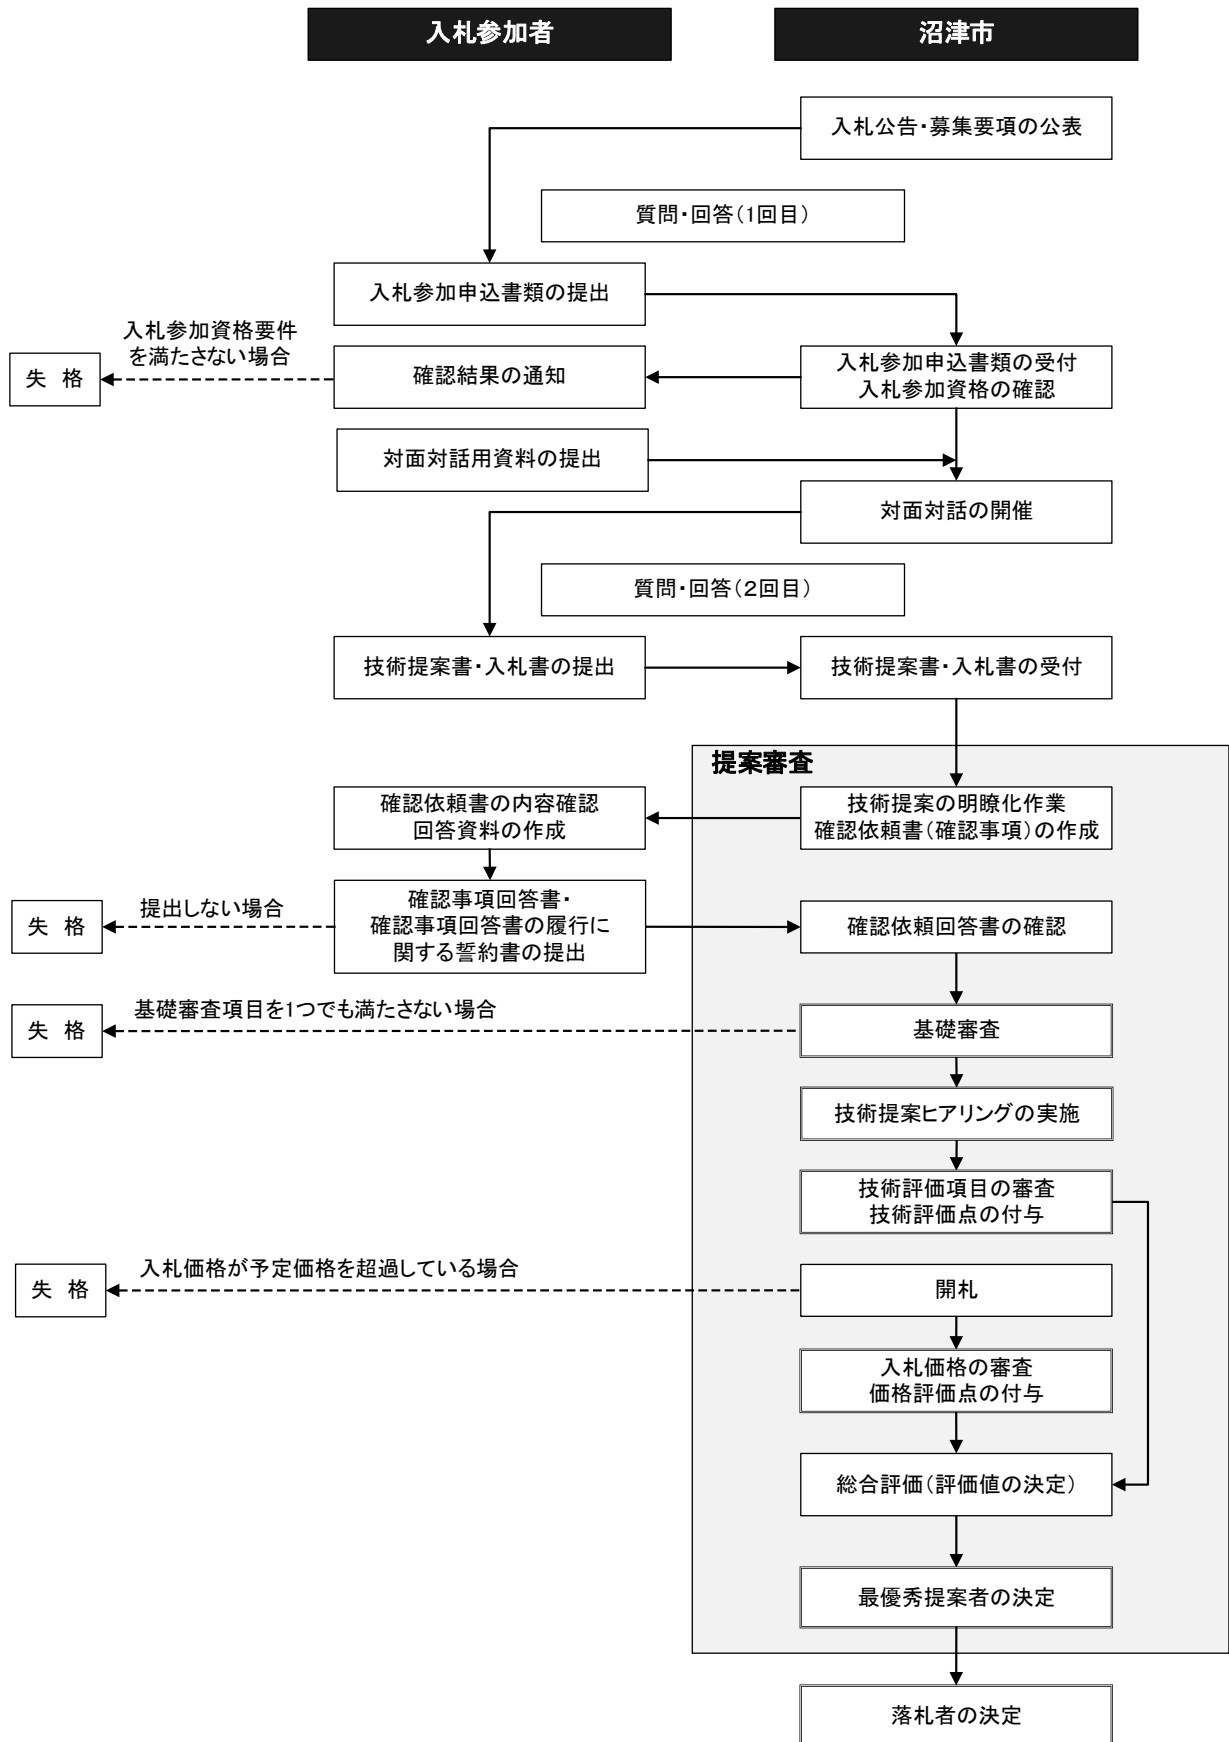 入札参加者
沼津市
入札公告・募集要項の公表
質問・回答(1回目)
入札参加申込書類の提出
入札参加資格要件
を満たさない場合
失 格
確認結果の通知
入札参加申込書類の受付
入札参加資格の確認
対面対話用資料の提出
対面対話の開催
質問・回答(2回目)
技術提案書・入札書の提出
技術提案書・入札書の受付
提案審査
確認依頼書の内容確認
回答資料の作成
技術提案の明瞭化作業
確認依頼書(確認事項)の作成
提出しない場合
失 格
確認事項回答書・
確認事項回答書の履行に
関する誓約書の提出
確認依頼回答書の確認
基礎審査項目を1つでも満たさない場合
失 格
基礎審査
技術提案ヒアリングの実施
技術評価項目の審査
技術評価点の付与
入札価格が予定価格を超過している場合
失 格
開札
入札価格の審査
価格評価点の付与
総合評価(評価値の決定)
最優秀提案者の決定
落札者の決定